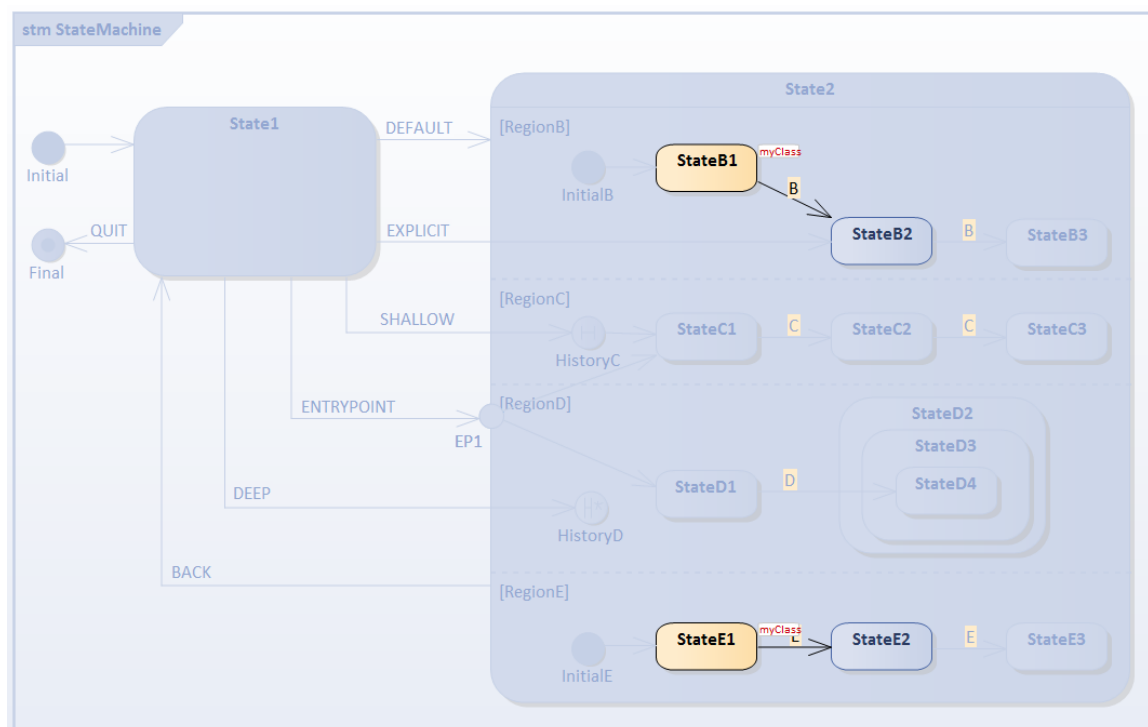 stm StateMachine
State2
State1
DEFAULT
[RegionB]
Initial
StateB1
myClass
B
InitialB
QUIT
EXPLICIT
StateB2
B
StateB3
Final
[RegionC]
SHALLOW
H
HistoryC
StateC1
C
StateC2
C
StateC3
ENTRYPOINT
EP1
[RegionD]
StateD2
StateD3
StateD1
D
StateD4
DEEP
H*
HistoryD
BACK
[RegionE]
StateE1
myClass
E
StateE2
E
StateE3
InitialE